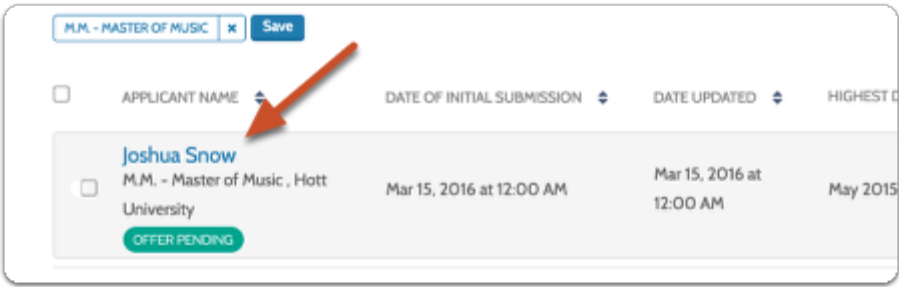 M.M. - MASTER OF MUSIC × Save
APPLICANT NAME DATE OF INITIAL SUBMISSION DATE UPDATED HIGHEST
Joshua Snow
M.M. - Master of Music , Hott
University
OFFER PENDING
Mar 15, 2016 at 12:00 AM
Mar 15, 2016 at
12:00 AM
May 2015